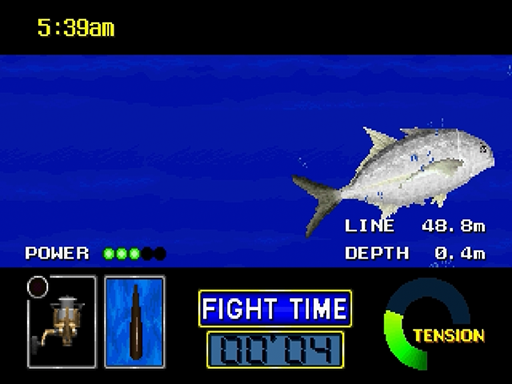 5:39am
LINE 48.8m
POWER DEPTH 0.4m
FIGHT TIME
00'04
TENSION